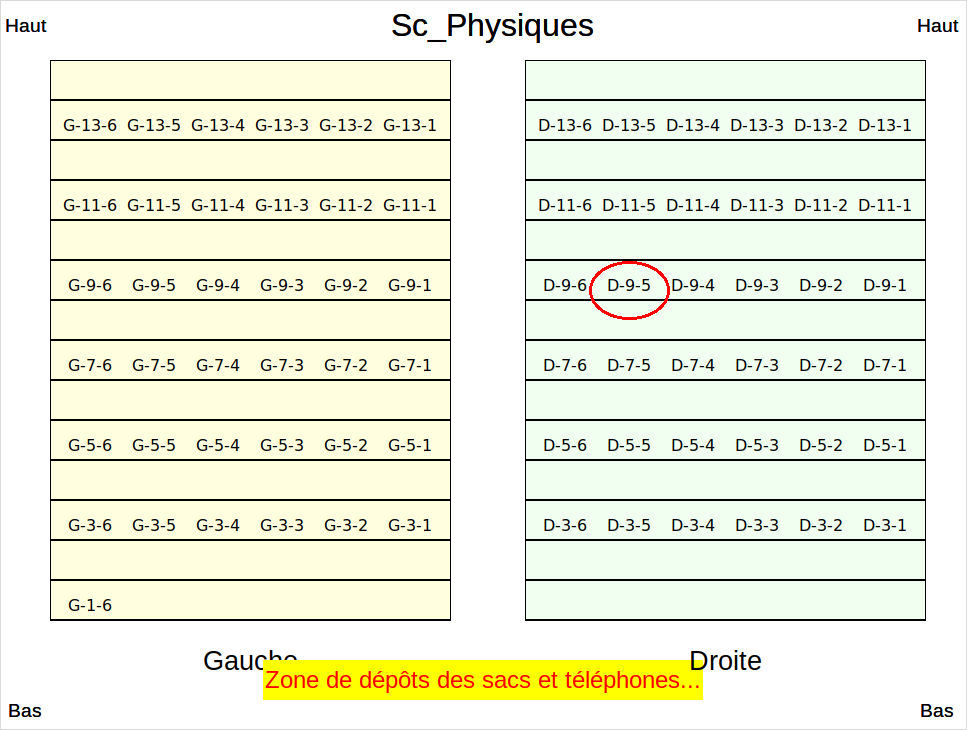 Sc_Physiques
Haut
Haut
G-13-6 G-13-5 G-13-4 G-13-3 G-13-2 G-13-1
D-13-6 D-13-5 D-13-4 D-13-3 D-13-2 D-13-1
G-11-6 G-11-5 G-11-4 G-11-3 G-11-2 G-11-1
D-11-6 D-11-5 D-11-4 D-11-3 D-11-2 D-11-1
G-9-6 G-9-5 G-9-4 G-9-3 G-9-2 G-9-1
D-9-6 D-9-5 D-9-4 D-9-3 D-9-2 D-9-1
G-7-6 G-7-5 G-7-4 G-7-3 G-7-2 G-7-1
D-7-6 D-7-5 D-7-4 D-7-3 D-7-2 D-7-1
G-5-6 G-5-5 G-5-4 G-5-3 G-5-2 G-5-1
D-5-6 D-5-5 D-5-4 D-5-3 D-5-2 D-5-1
G-3-6 G-3-5 G-3-4 G-3-3 G-3-2 G-3-1
D-3-6 D-3-5 D-3-4 D-3-3 D-3-2 D-3-1
G-1-6
Gauche
Droite
Zone de dépôts des sacs et téléphones...
Bas
Bas